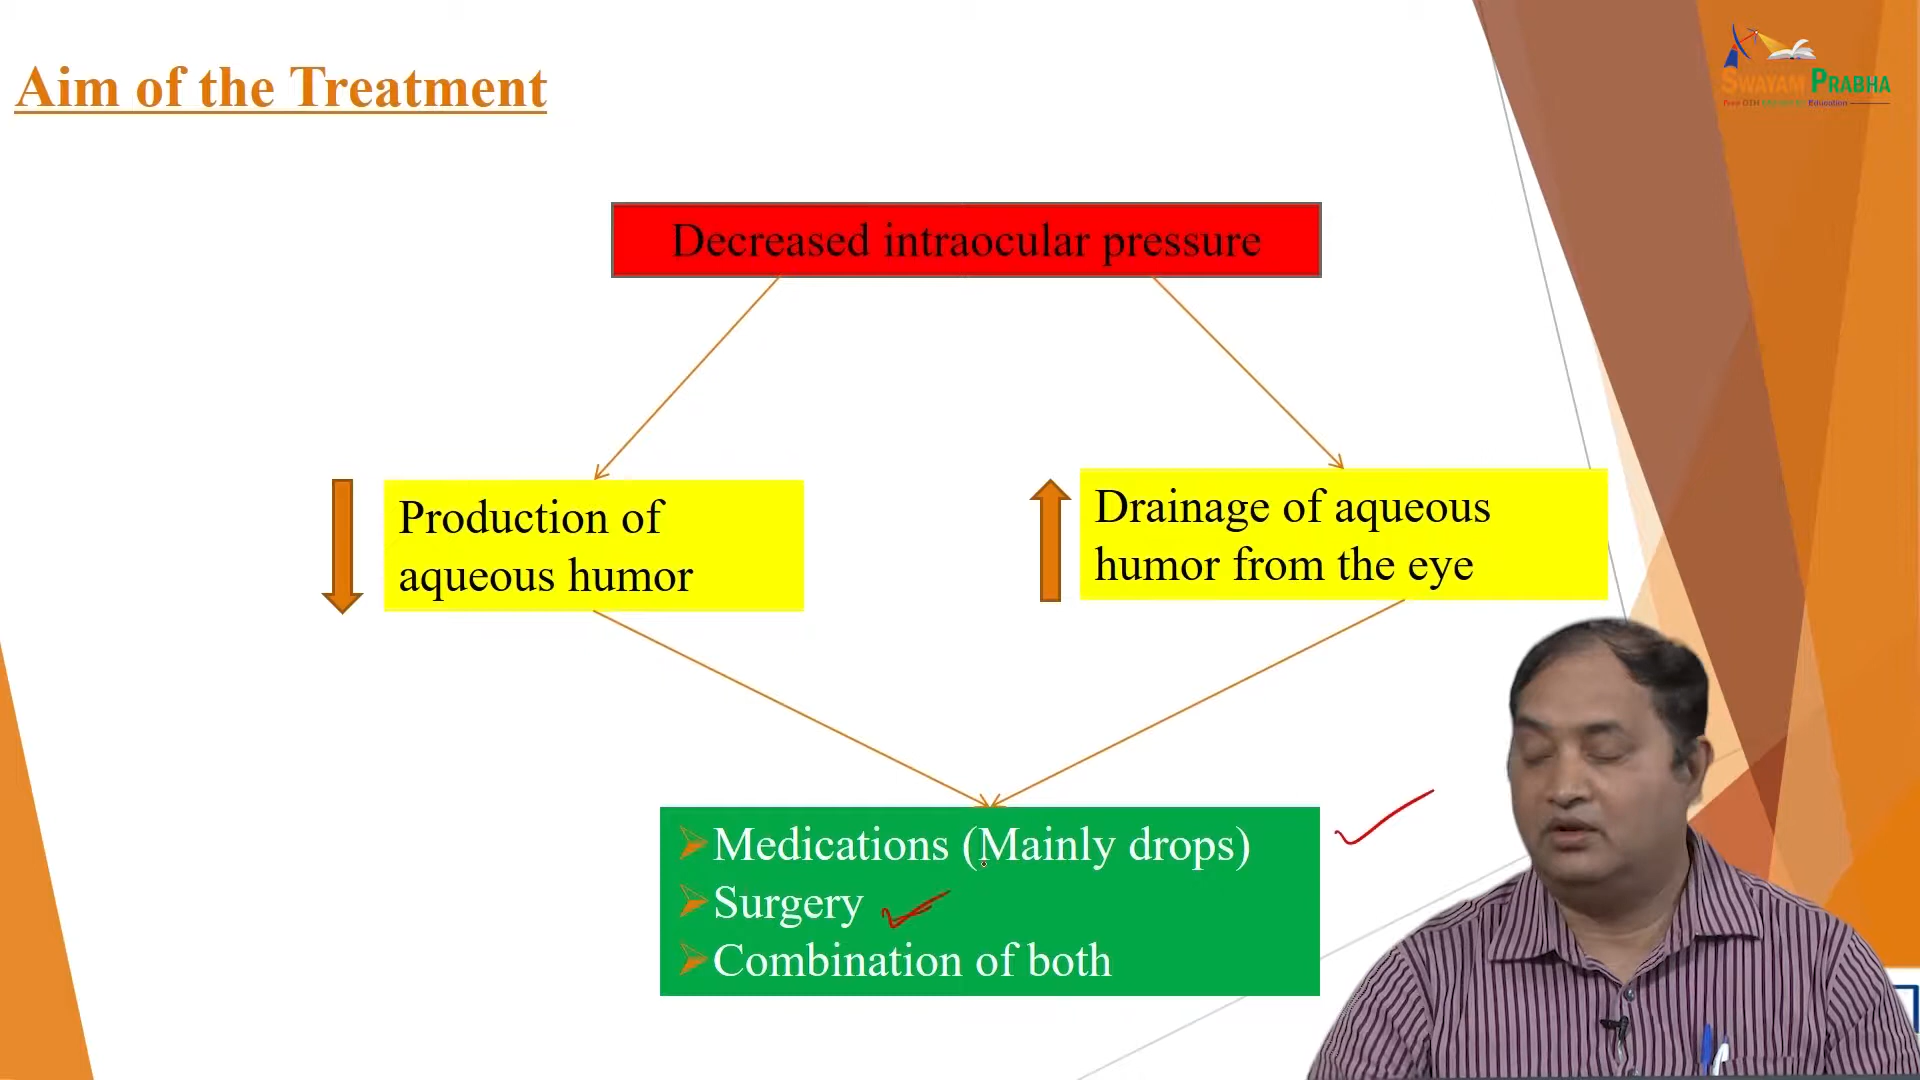 Aim of the Treatment
SWAYAM PRABHA
Decreased intraocular pressure
Production of
aqueous humor
Drainage of aqueous
humor from the eye
Medications (Mainly drops)
Surgery
Combination of both